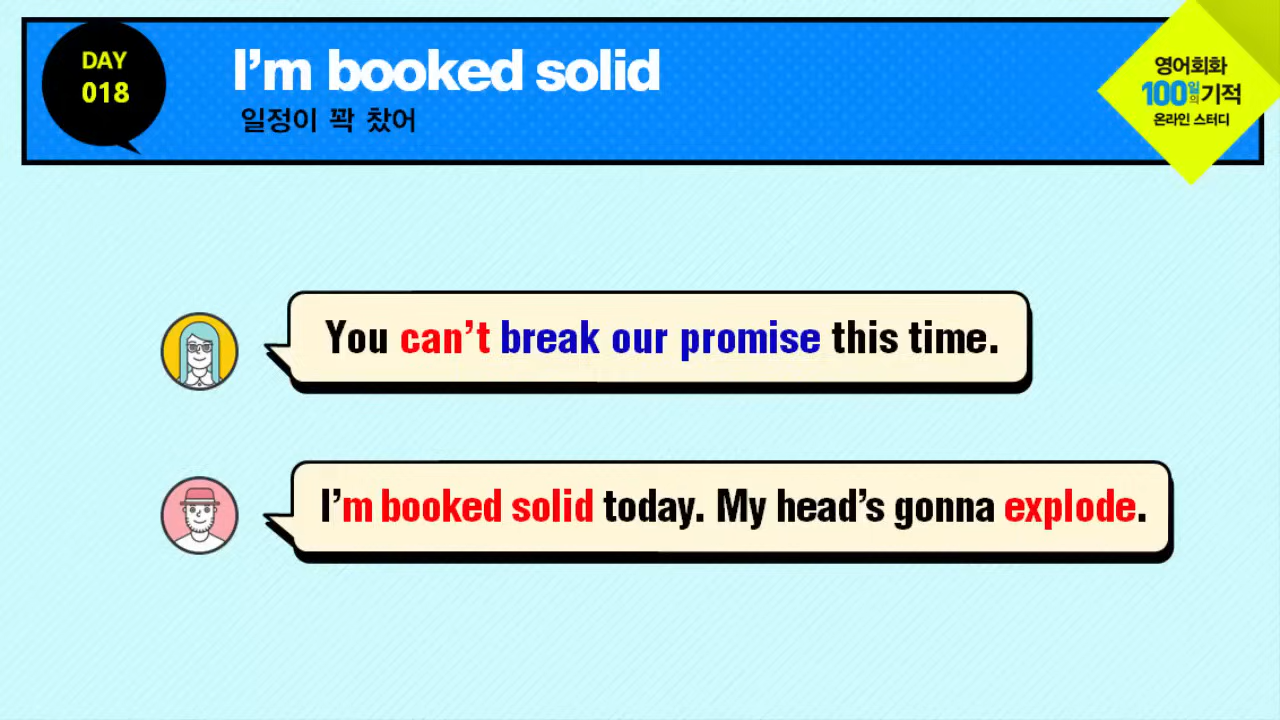 DAY
018
I'm booked solid
일정이 꽉 찼어
영어회화
100일의기적
온라인 스터디
You can't break our promise this time.
I'm booked solid today. My head's gonna explode.